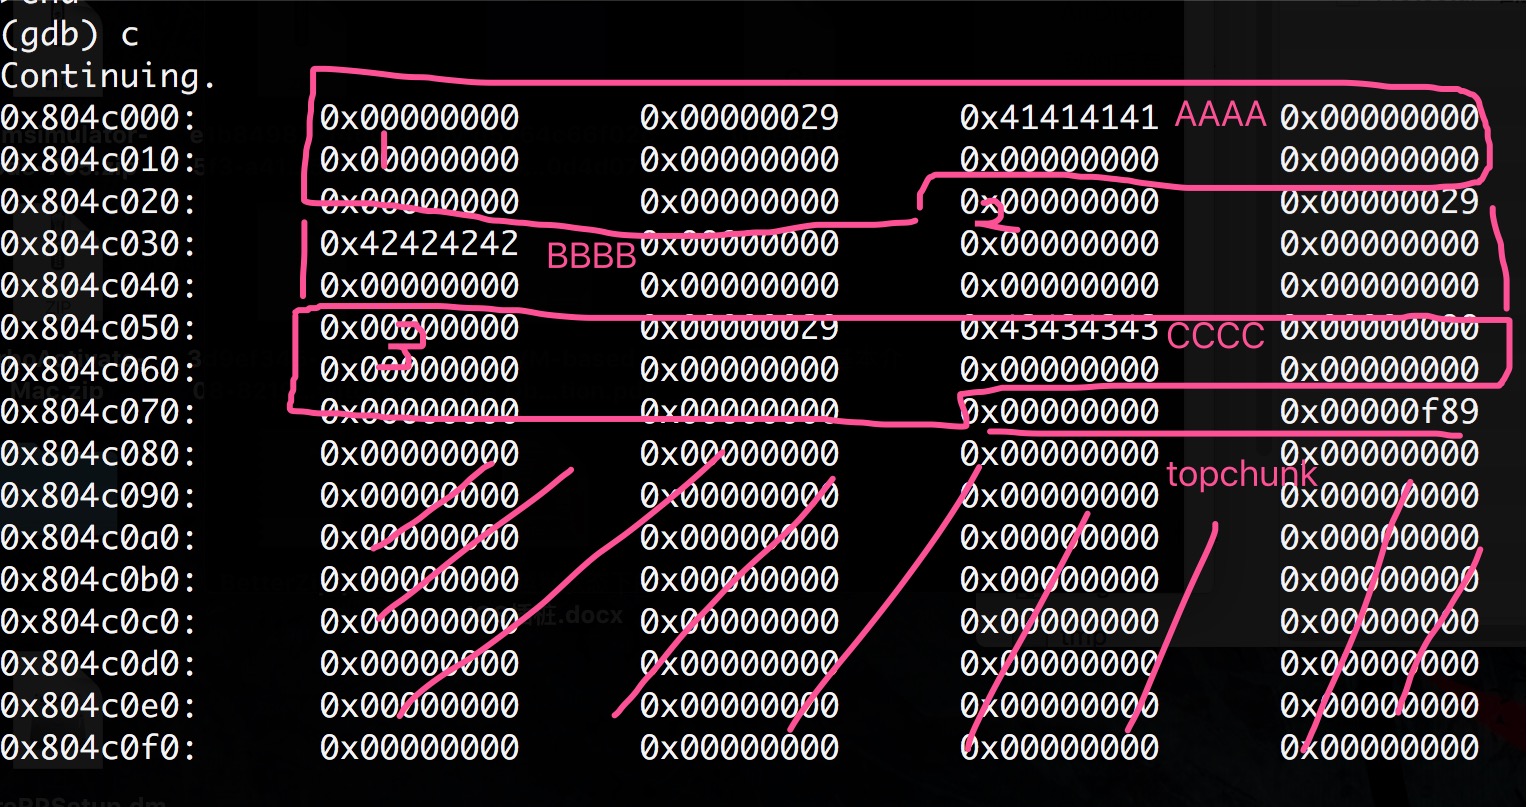 (gdb) c
Continuing.
0x804c000: 0x00000000 0x00000029 0x41414141 AAAA 0x00000000
0x804c010: 0x00000000 0x00000000 0x00000000 0x00000000
1
0x804c020: 0x00000000 0x00000000 0x00000000 0x00000029
2
0x804c030: 0x42424242 BBBB 0x00000000 0x00000000 0x00000000
0x804c040: 0x00000000 0x00000000 0x00000000 0x00000000
0x804c050: 0x00000000 0x00000029 0x43434343 CCCC 0x00000000
3
0x804c060: 0x00000000 0x00000000 0x00000000 0x00000000
0x804c070: 0x00000000 0x00000000 0x00000000 0x00000f89
0x804c080: 0x00000000 0x00000000 0x00000000 0x00000000
topchunk
0x804c090: 0x00000000 0x00000000 0x00000000 0x00000000
0x804c0a0: 0x00000000 0x00000000 0x00000000 0x00000000
0x804c0b0: 0x00000000 0x00000000 0x00000000 0x00000000
0x804c0c0: 0x00000000 0x00000000 0x00000000 0x00000000
0x804c0d0: 0x00000000 0x00000000 0x00000000 0x00000000
0x804c0e0: 0x00000000 0x00000000 0x00000000 0x00000000
0x804c0f0: 0x00000000 0x00000000 0x00000000 0x00000000